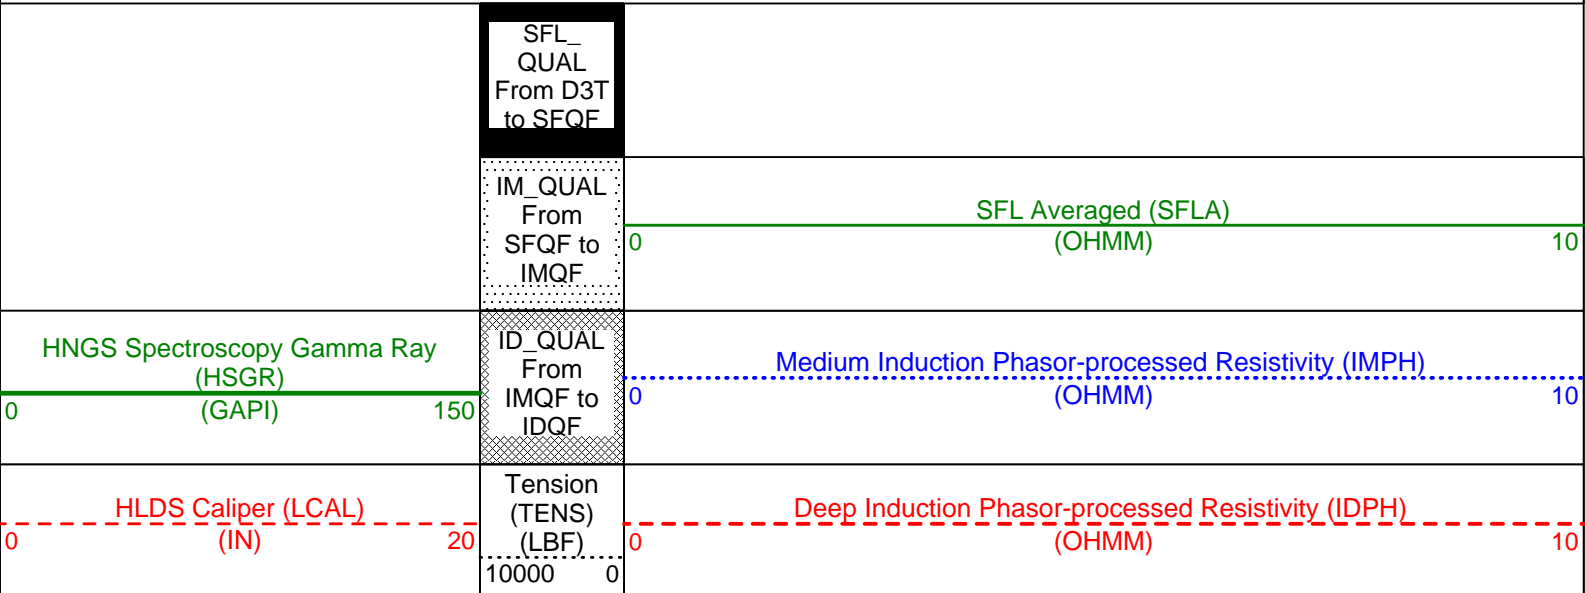 SFL_
QUAL
From D3T
to SFQF
IM_QUAL
From
SFQF to
IMQF
SFL Averaged (SFLA)
0 (OHMM) 10
HNGS Spectroscopy Gamma Ray
(HSGR)
0 (GAPI) 150
ID_QUAL
From
IMQF to
IDQF
Medium Induction Phasor-processed Resistivity (IMPH)
0 (OHMM) 10
HLDS Caliper (LCAL)
0 (IN) 20
Tension
(TENS)
(LBF)
10000 0
Deep Induction Phasor-processed Resistivity (IDPH)
0 (OHMM) 10